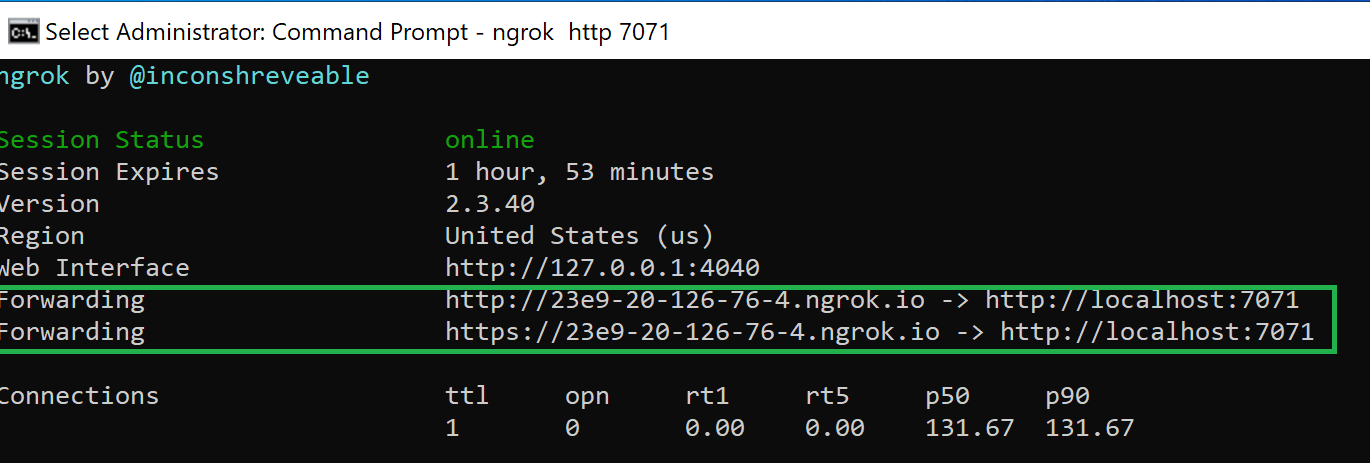 Select Administrator: Command Prompt - ngrok  http 7071
ngrok by @inconshreveable
Session Status online
Session Expires 1 hour, 53 minutes
Version 2.3.40
Region United States (us)
Web Interface http://127.0.0.1:4040
Forwarding http://23e9-20-126-76-4.ngrok.io -> http://localhost:7071
Forwarding https://23e9-20-126-76-4.ngrok.io -> http://localhost:7071
Connections ttl opn rt1 rt5 p50 p90
1 0 0.00 0.00 131.67 131.67